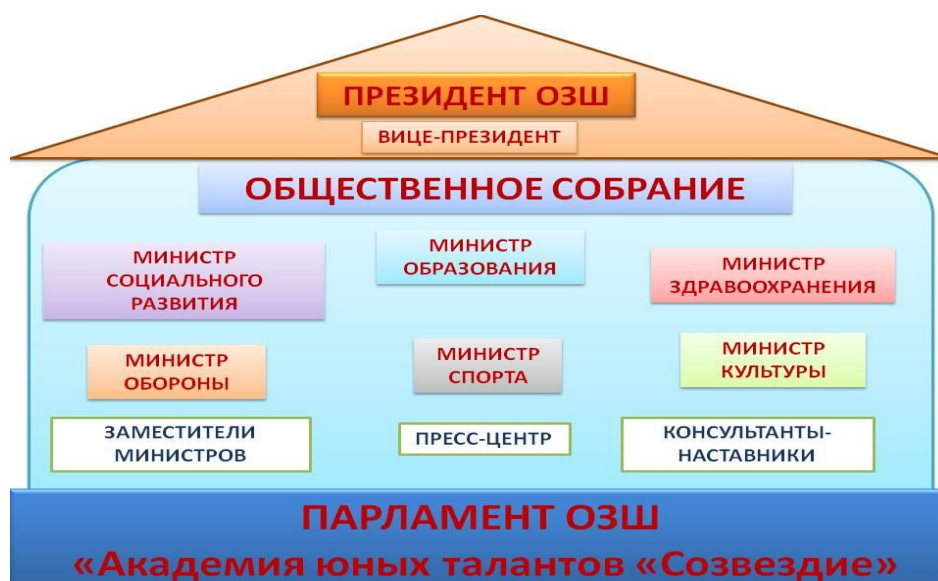 ПРЕЗИДЕНТ ОЗШ
ВИЦЕ-ПРЕЗИДЕНТ
ОБЩЕСТВЕННОЕ СОБРАНИЕ
МИНИСТР
СОЦИАЛЬНОГО
РАЗВИТИЯ
МИНИСТР
ОБРАЗОВАНИЯ
МИНИСТР
ЗДРАВООХРАНЕНИЯ
МИНИСТР
ОБОРОНЫ
МИНИСТР
СПОРТА
МИНИСТР
КУЛЬТУРЫ
ЗАМЕСТИТЕЛИ
МИНИСТРОВ
ПРЕСС-ЦЕНТР
КОНСУЛЬТАНТЫ-
НАСТАВНИКИ
ПАРЛАМЕНТ ОЗШ
«Академия юных талантов «Созвездие»